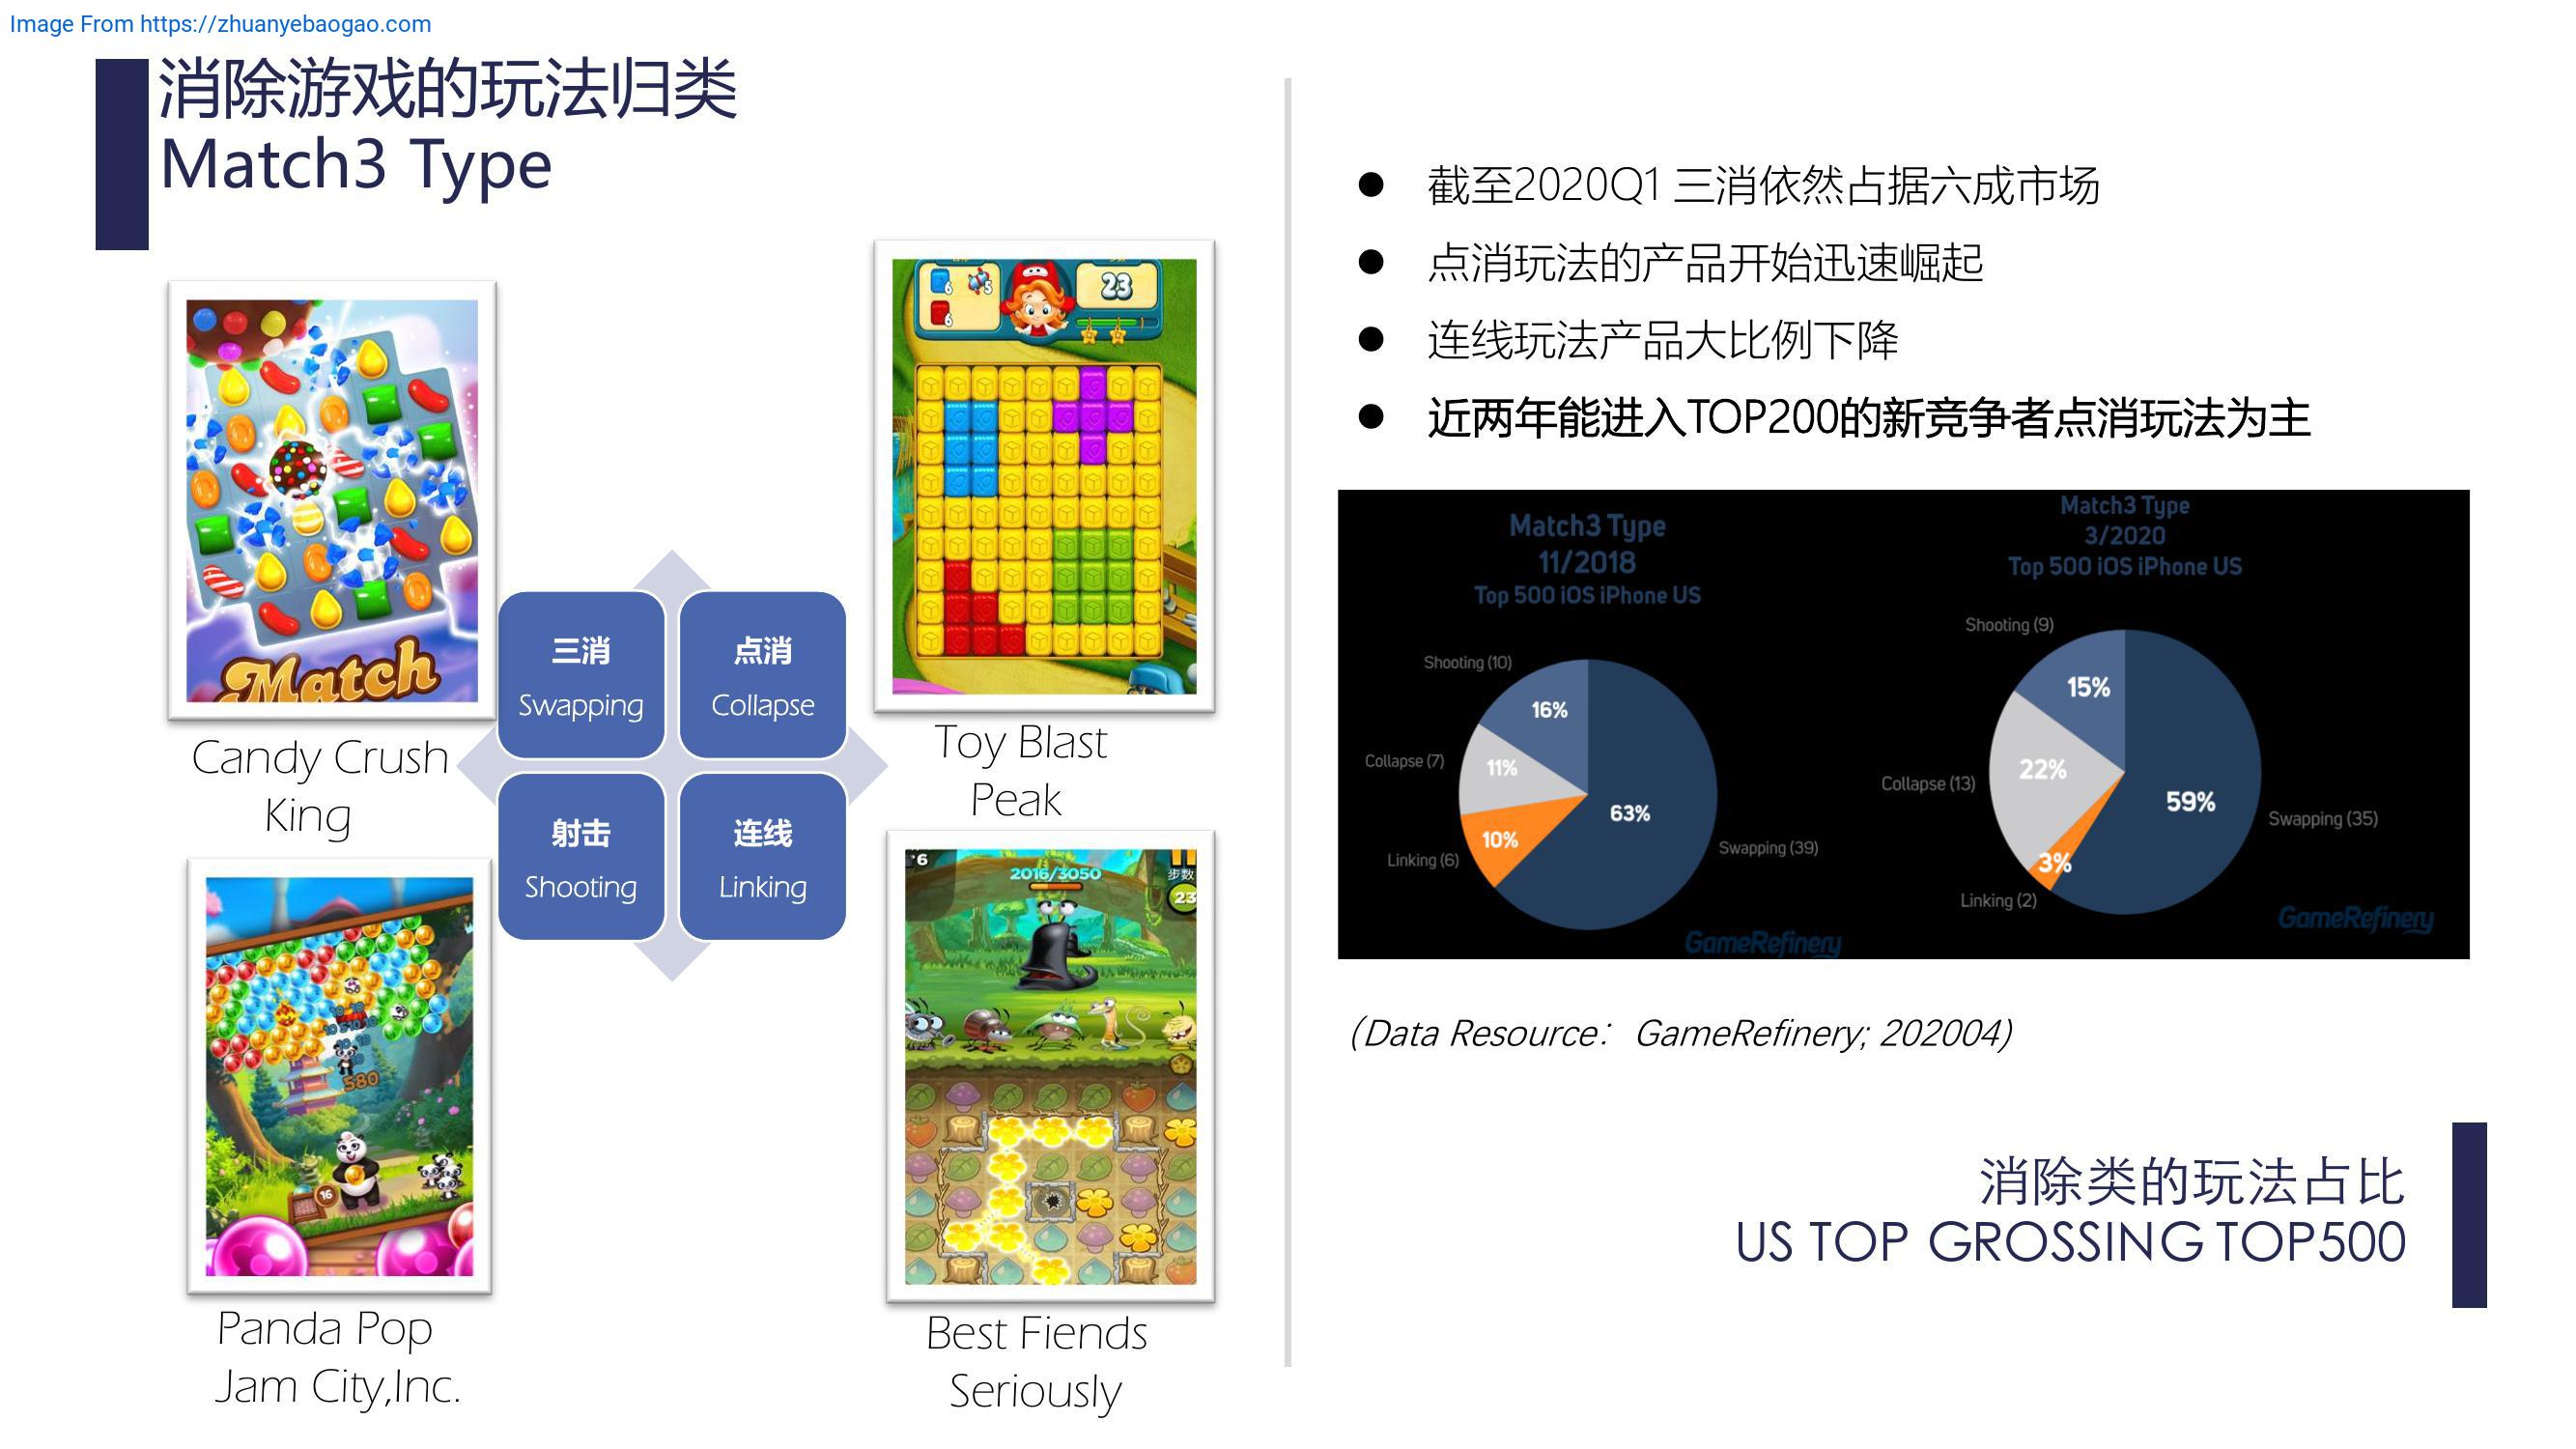 Image From https://zhuanyebaogao.com
消除游戏的玩法归类
Match3 Type
Match
Candy Crush
King
23
6
5
6
Toy Blast
Peak
三消
Swapping
点消
Collapse
射击
Shooting
连线
Linking
580
16
Panda Pop
Jam City,Inc.
2016/3050
步数
23
Best Fiends
Seriously
● 截至2020Q1 三消依然占据六成市场
● 点消玩法的产品开始迅速崛起
● 连线玩法产品大比例下降
● 近两年能进入TOP200的新竞争者点消玩法为主
Match3 Type
11/2018
Top 500 iOS iPhone US
Shooting (10)
16%
Collapse (7)
11%
Linking (6)
10%
63%
Swapping (39)
GameRefinery
Match3 Type
3/2020
Top 500 iOS iPhone US
Shooting (9)
15%
Collapse (13)
22%
Linking (2)
3%
59%
Swapping (35)
GameRefinery
(Data Resource：GameRefinery; 202004)
消除类的玩法占比
US TOP GROSSING TOP500